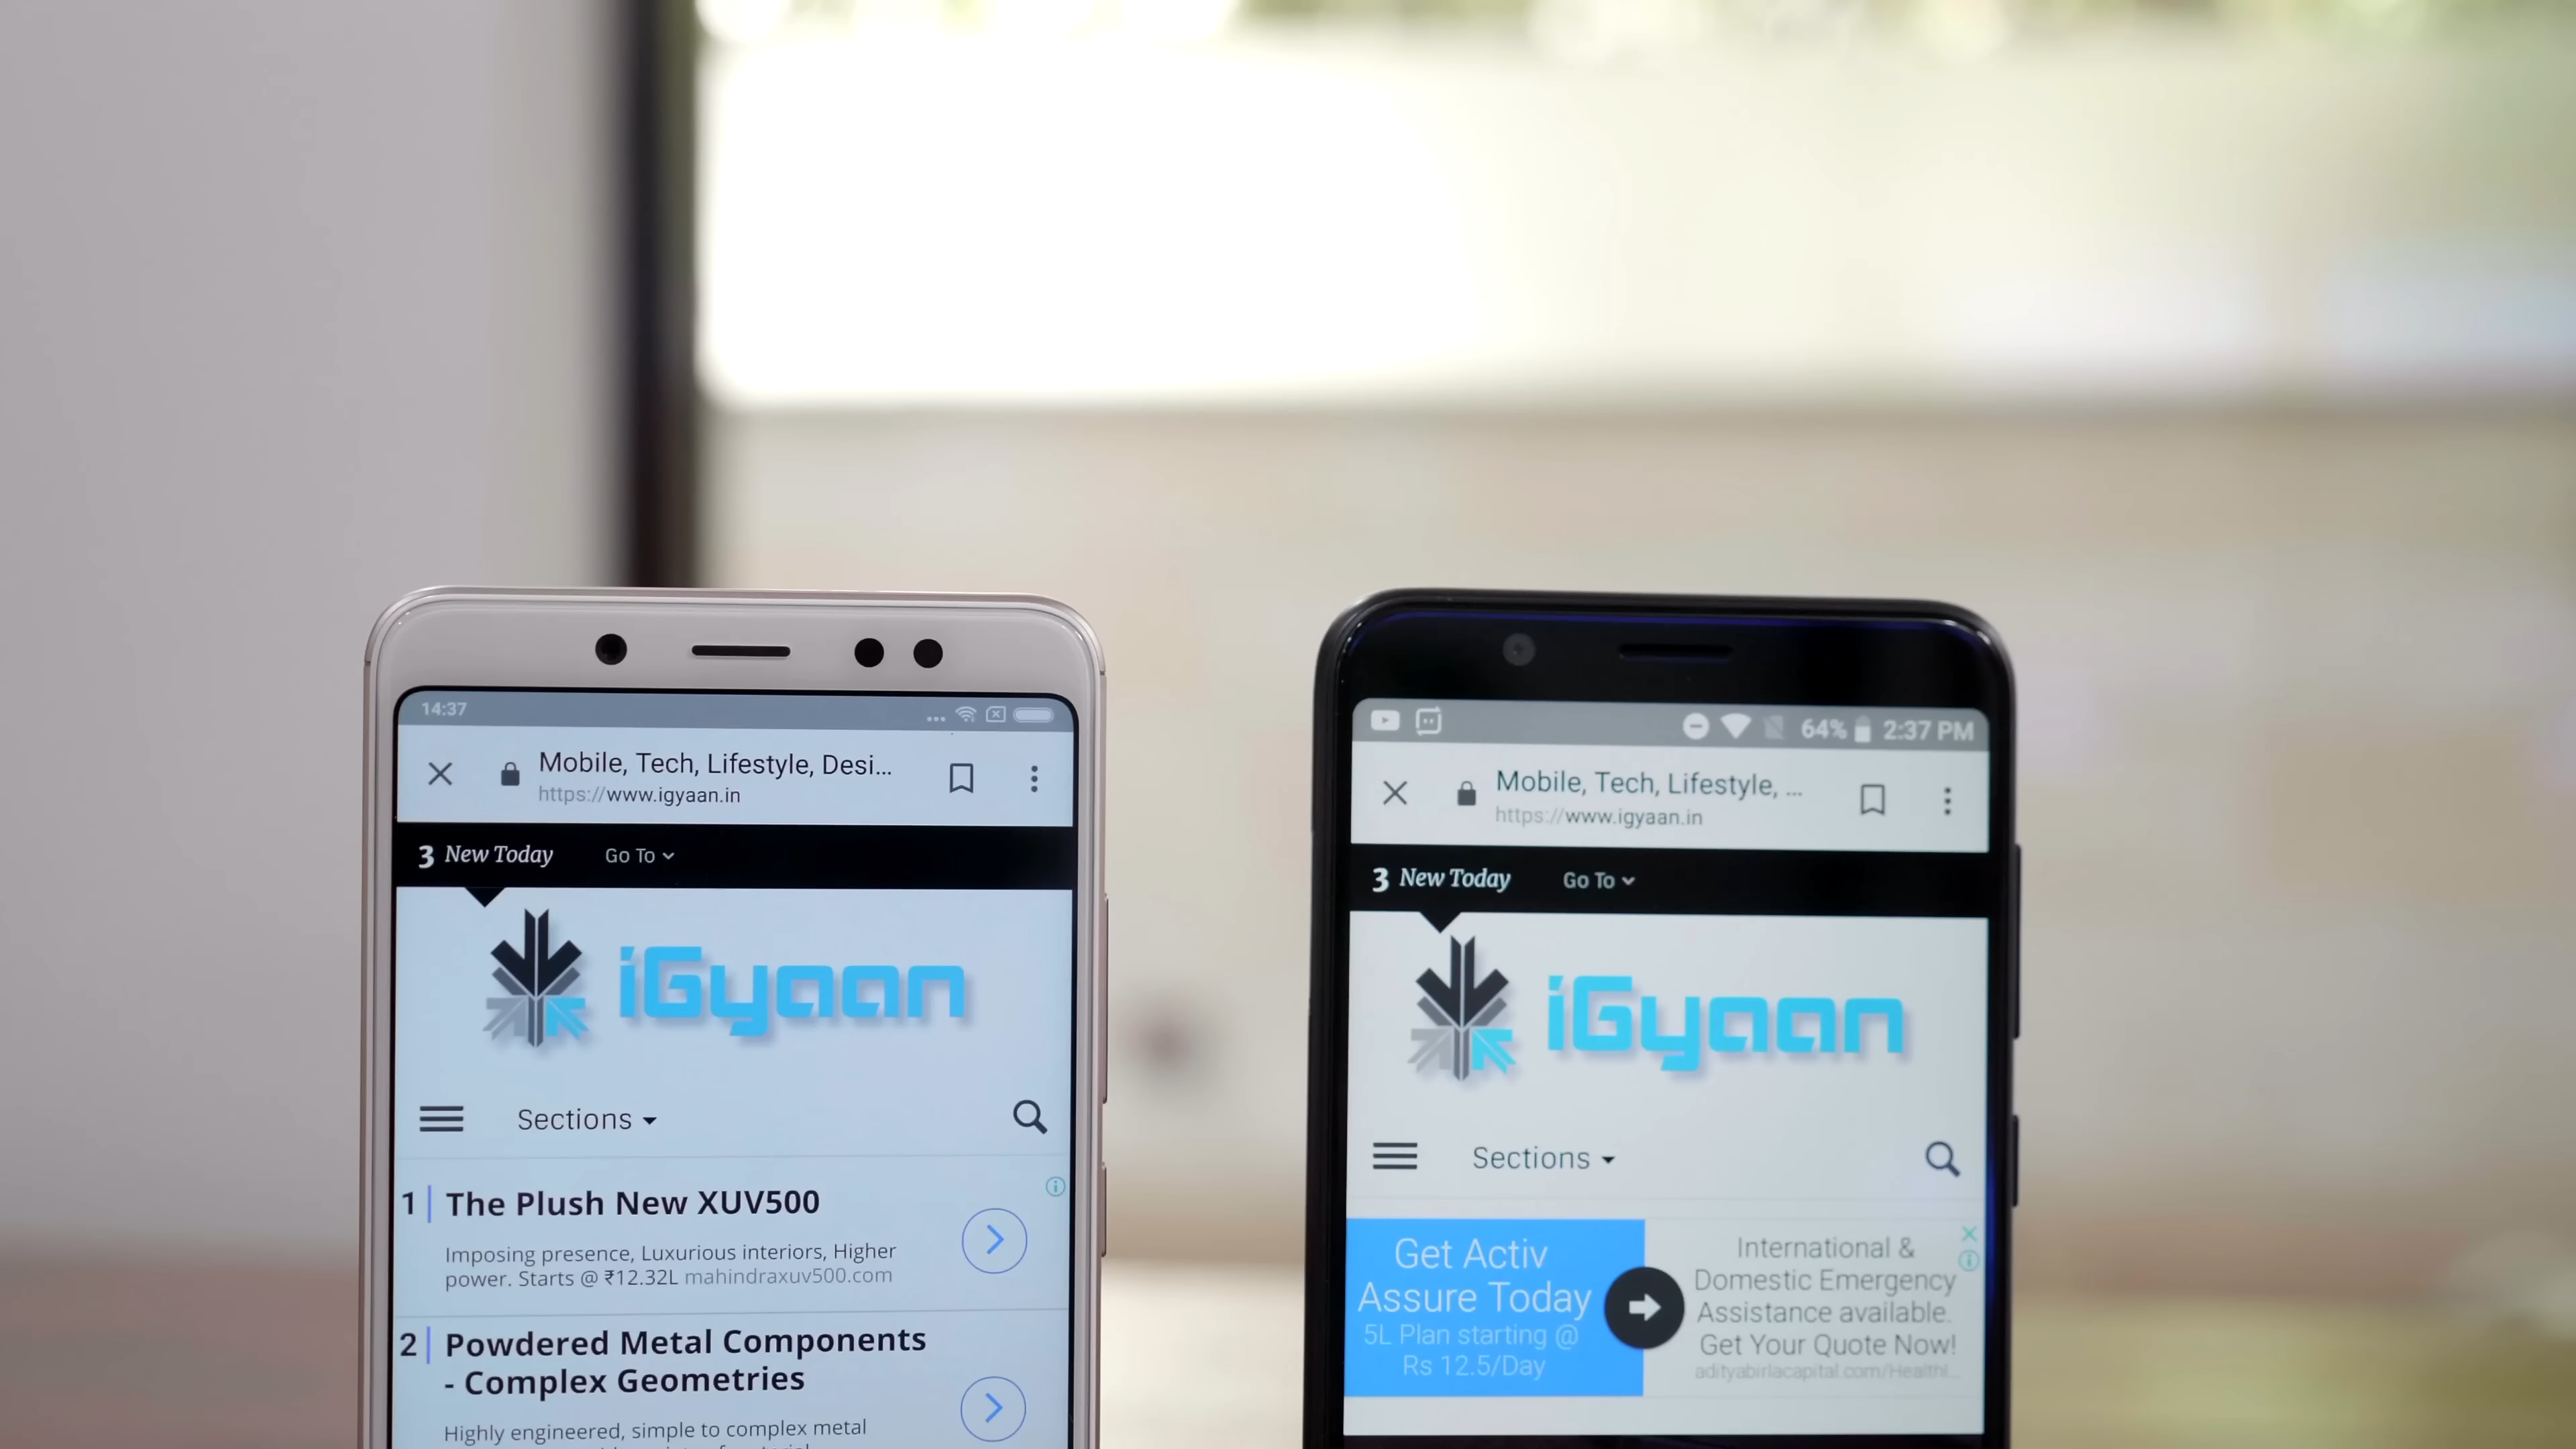 14:37
Mobile, Tech, Lifestyle, Desi...
https://www.igyaan.in
3 New Today Go To
iGyaan
Sections
1 The Plush New XUV500
Imposing presence, Luxurious interiors, Higher
power. Starts @ ₹12.32L mahindraxuv500.com
2 Powdered Metal Components
- Complex Geometries
Highly engineered, simple to complex metal
64% 2:37 PM
Mobile, Tech, Lifestyle, ...
https://www.igyaan.in
3 New Today Go To
iGyaan
Sections
Get Activ
Assure Today
5L Plan starting @
Rs 12.5/Day
International &
Domestic Emergency
Assistance available.
Get Your Quote Now!
adityabirlacapital.com/Healthl...